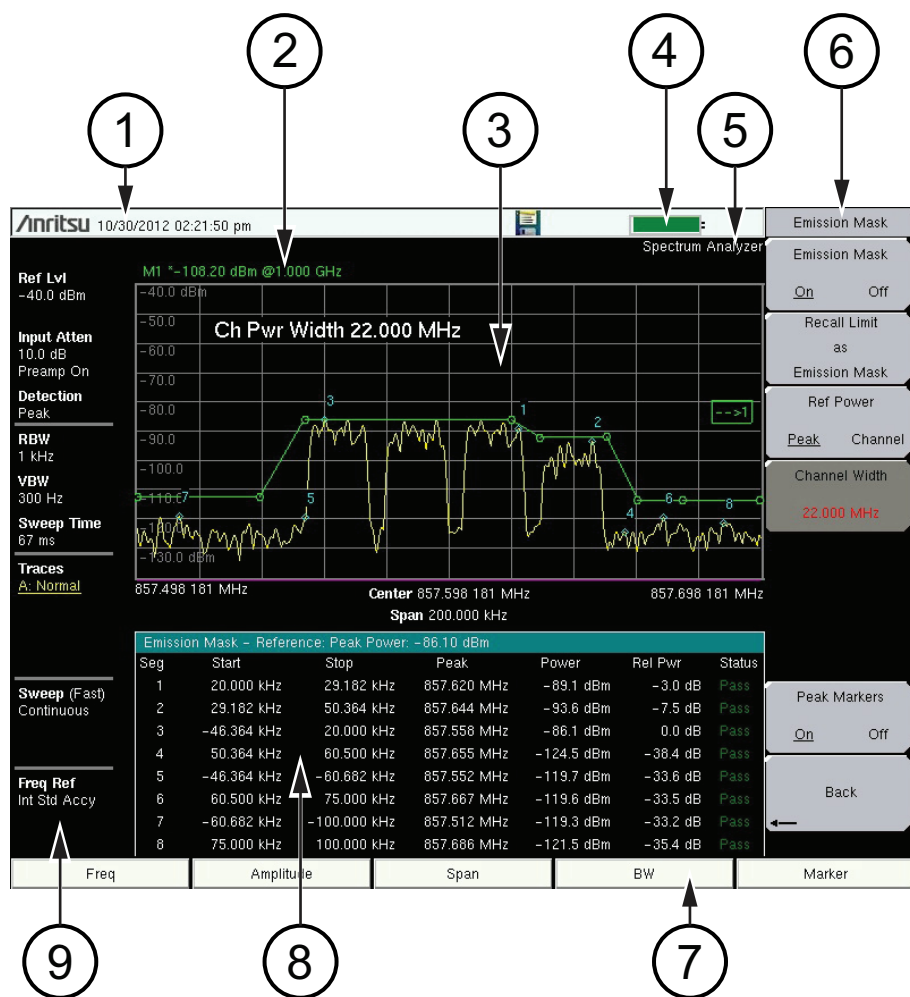 2
4
6
1
3
5
Anritsu 10/30/2012 02:21:50 pm
Spectrum Analyzer
M1 *-108.20 dBm @1.000 GHz
Ref Lvl
-40.0 dBm
Input Atten
10.0 dB
Preamp On
Detection
Peak
RBW
1 kHz
VBW
300 Hz
Sweep Time
67 ms
Traces
A: Normal
Sweep (Fast)
Continuous
Freq Ref
Int Std Accy
-40.0 dBm
-50.0
-60.0
-70.0
-80.0
-90.0
-100.0
-110.0
-120.0
-130.0 dBm
Ch Pwr Width 22.000 MHz
3
1
2
-->1
7
5
4
6
8
857.498 181 MHz
Center 857.598 181 MHz
857.698 181 MHz
Span 200.000 kHz
Emission Mask - Reference: Peak Power: -86.10 dBm
Seg Start Stop Peak Power Rel Pwr Status
1 20.000 kHz 29.182 kHz 857.620 MHz -89.1 dBm -3.0 dB Pass
2 29.182 kHz 50.364 kHz 857.644 MHz -93.6 dBm -7.5 dB Pass
3 -46.364 kHz 20.000 kHz 857.558 MHz -86.1 dBm 0.0 dB Pass
4 50.364 kHz 60.500 kHz 857.655 MHz -124.5 dBm -38.4 dB Pass
5 -46.364 kHz -60.682 kHz 857.552 MHz -119.7 dBm -33.6 dB Pass
6 60.500 kHz 75.000 kHz 857.667 MHz -119.6 dBm -33.5 dB Pass
7 -60.682 kHz -100.000 kHz 857.512 MHz -119.3 dBm -33.2 dB Pass
8 75.000 kHz 100.000 kHz 857.686 MHz -121.5 dBm -35.4 dB Pass
Emission Mask
Emission Mask
On Off
Recall Limit
as
Emission Mask
Ref Power
Peak Channel
Channel Width
22.000 MHz
Peak Markers
On Off
Back
Freq Amplitude Span BW Marker
9
8
7